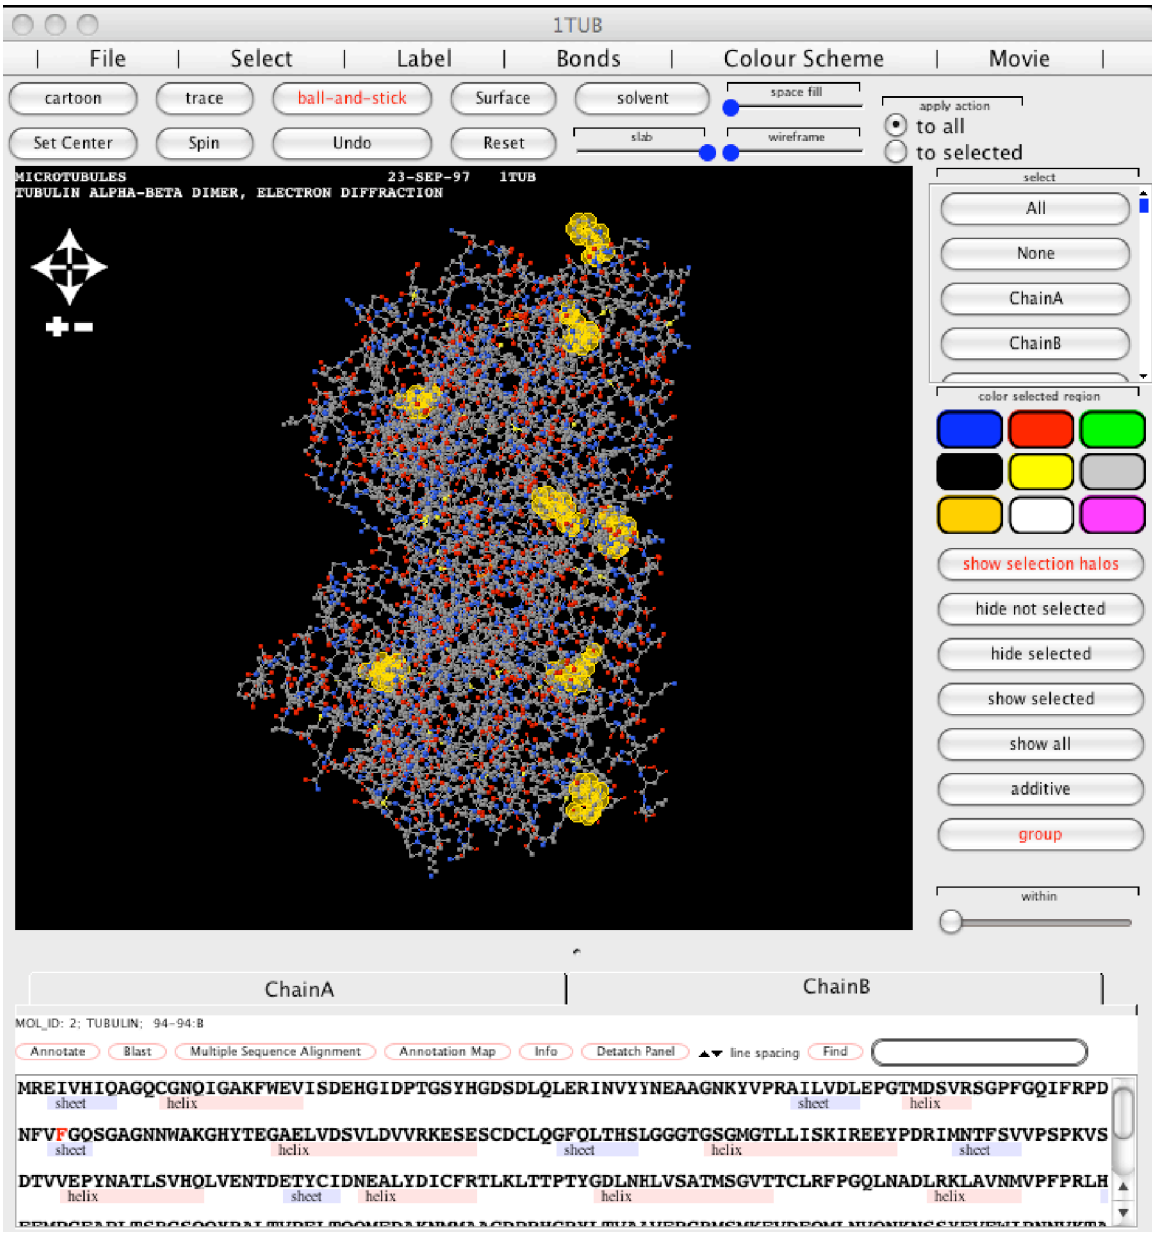 1TUB
File Select Label Bonds Colour Scheme Movie
cartoon trace ball-and-stick Surface solvent space fill apply action
to all
Set Center Spin Undo Reset slab wireframe
to selected
MICROTUBULES 23-SEP-97 1TUB
TUBULIN ALPHA-BETA DIMER, ELECTRON DIFFRACTION
select
All
None
ChainA
ChainB
color selected region
show selection halos
hide not selected
hide selected
show selected
show all
additive
group
within
ChainA ChainB
MOL_ID: 2; TUBULIN; 94-94:B
Annotate Blast Multiple Sequence Alignment Annotation Map Info Detatch Panel line spacing Find
MREIVHIQAGQCGNQIGAKFWEVISDEHGIDPTGSYHGDSDLQLERINVYYNEAAGNKYVPRAILVDLEPGTMDSVRSGPFGQIFRPD
sheet helix sheet helix
NFVFGQSGAGNNWAKGHYTEGAELVDSVLDVVRKESESCDCLQGFQLTHSLGGGTGSGMGTLLISKIREEYPDRIMNTFSVVPSPKVS
sheet helix sheet helix sheet
DTVVEPYNATLSVHQLVENTDETYCIDNEALYDICFRTLKLTTPTYGDLNHLVSATMSGVTTCLRFPGQLNADLRKLAVNMVPFPRLH
helix sheet helix helix helix